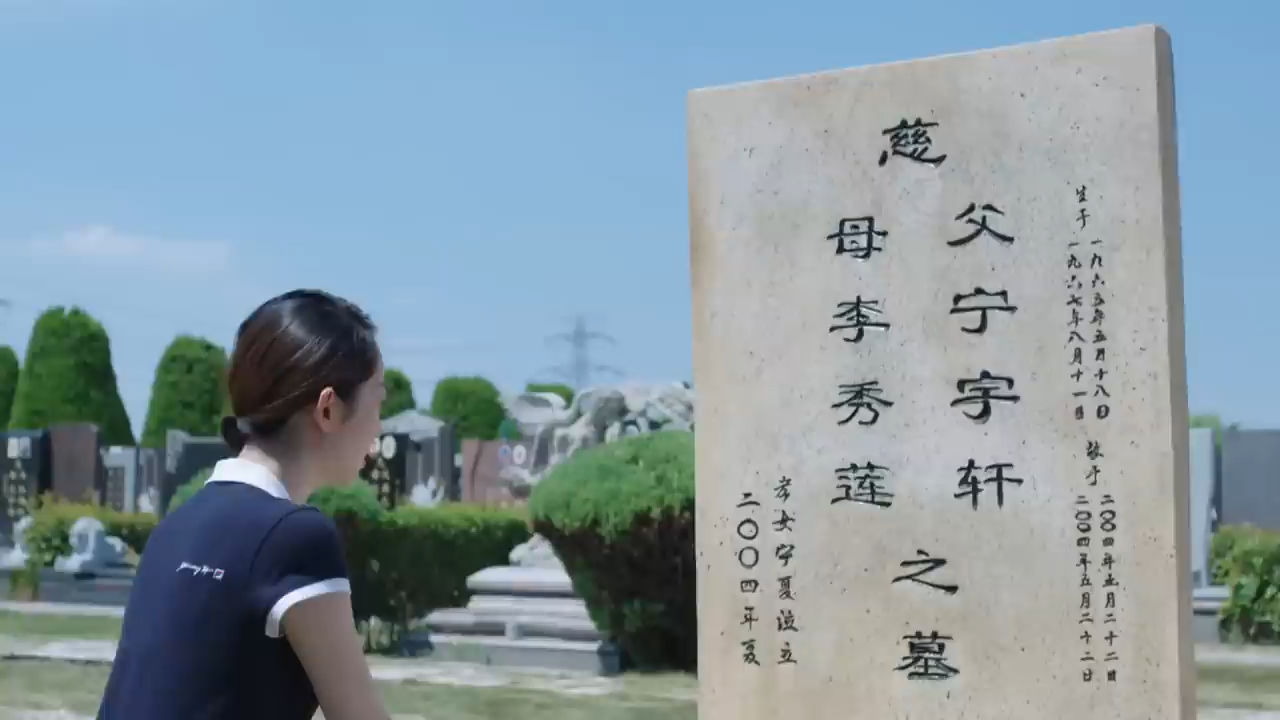 慈
父宁宇轩
母李秀莲
之墓
生于
一九六五年五月十八日
一九六七年八月十一日
故于
二〇〇四年五月二十二日
二〇〇四年五月二十二日
孝女宁夏泣立
二〇〇四年夏